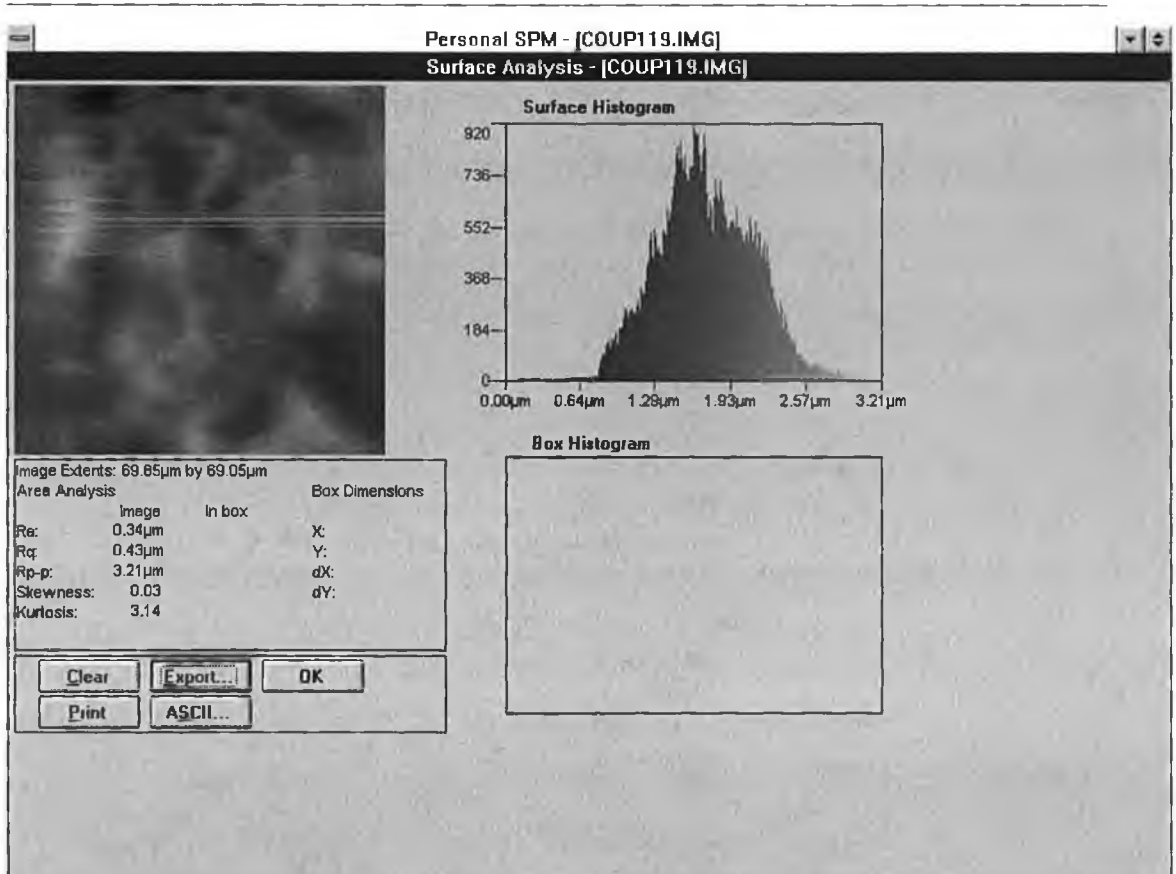 Personal SPM - [COUP119.IMG]
Surface Analysis - [COUP119.IMG]
Surface Histogram
920
736
552
368
184
0
0.00µm 0.64µm 1.28µm 1.93µm 2.57µm 3.21µm
Box Histogram
Image Extents: 69.85µm by 69.05µm
Area Analysis Box Dimensions
Image In box
Ra: 0.34µm X:
Rq: 0.43µm Y:
Rp-p: 3.21µm dX:
Skewness: 0.03 dY:
Kurtosis: 3.14
Clear Export... OK
Print ASCII...